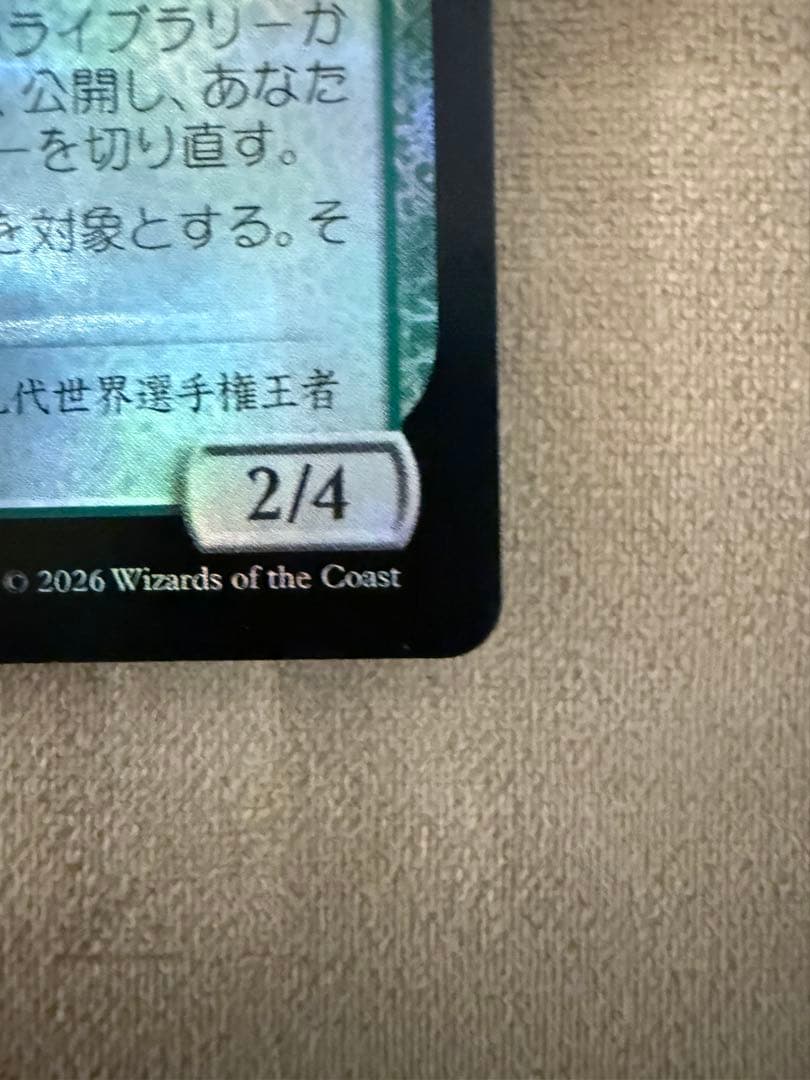 ライブラリーか
、公開し、あなた
ーを切り直す。
を対象とする。そ
代世界選手権王者
2/4
© 2026 Wizards of the Coast